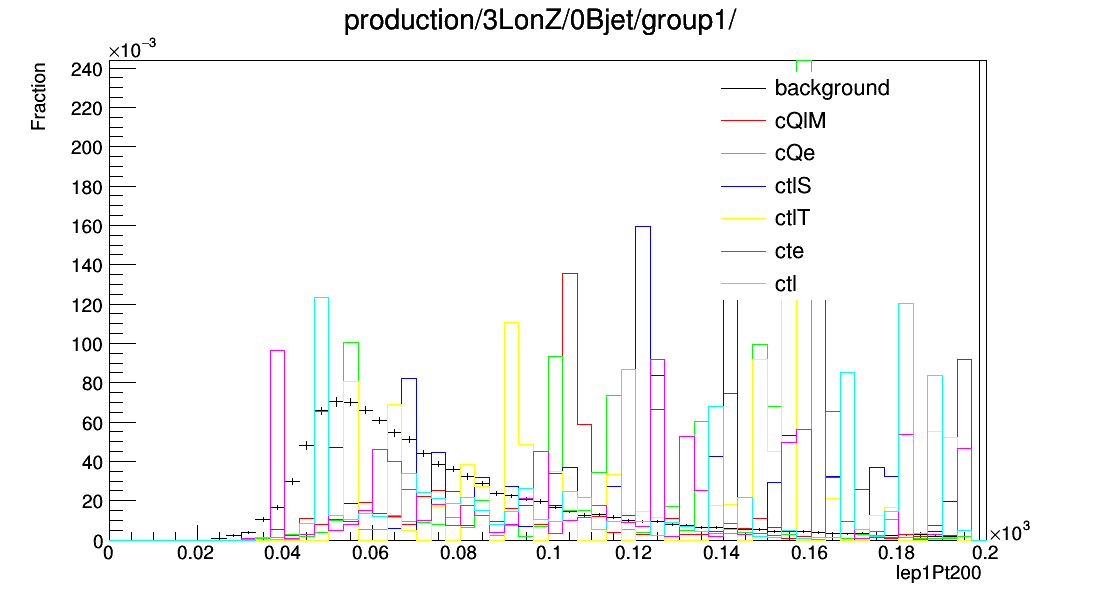 production/3LonZ/0Bjet/group1/
×10⁻³
Fraction
240
220
200
180
160
140
120
100
80
60
40
20
0
background
cQlM
cQe
ctlS
ctlT
cte
ctl
0 0.02 0.04 0.06 0.08 0.1 0.12 0.14 0.16 0.18 0.2
×10³
lep1Pt200